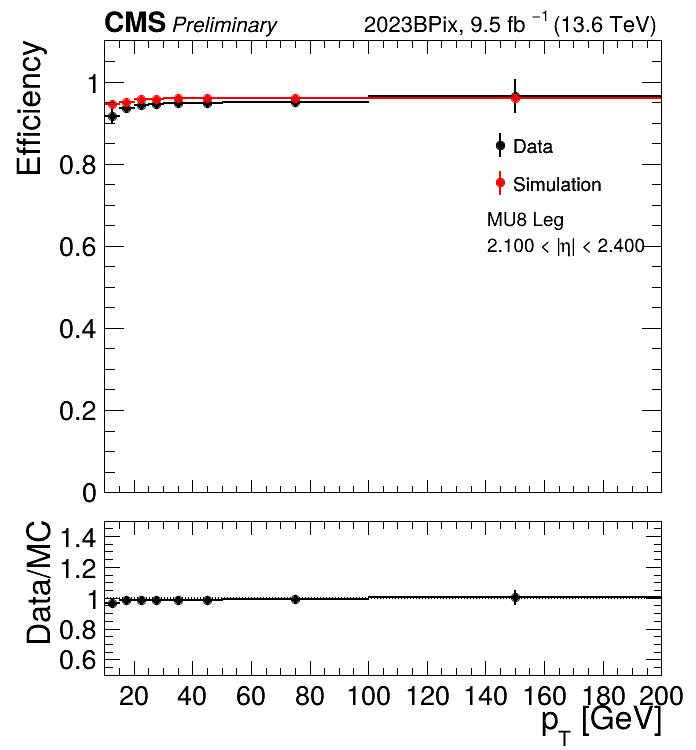 CMS Preliminary 2023BPix, 9.5 fb⁻¹ (13.6 TeV)
Efficiency
1
0.8
0.6
0.4
0.2
0
Data
Simulation
MU8 Leg
2.100 < |η| < 2.400
Data/MC
1.4
1.2
1
0.8
0.6
20 40 60 80 100 120 140 160 180 200
p_T [GeV]